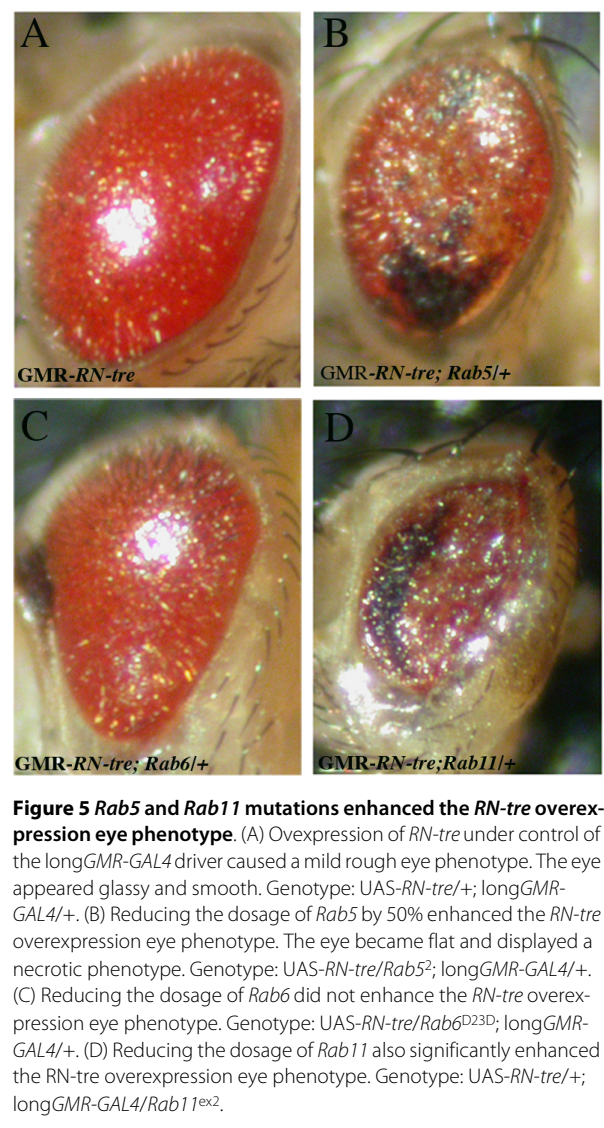 A
B
GMR-RN-tre
GMR-RN-tre; Rab5/+
C
D
GMR-RN-tre; Rab6/+
GMR-RN-tre;Rab11/+
Figure 5 Rab5 and Rab11 mutations enhanced the RN-tre overex-
pression eye phenotype. (A) Ovexpression of RN-tre under control of
the longGMR-GAL4 driver caused a mild rough eye phenotype. The eye
appeared glassy and smooth. Genotype: UAS-RN-tre/+; longGMR-
GAL4/+. (B) Reducing the dosage of Rab5 by 50% enhanced the RN-tre
overexpression eye phenotype. The eye became flat and displayed a
necrotic phenotype. Genotype: UAS-RN-tre/Rab5²; longGMR-GAL4/+.
(C) Reducing the dosage of Rab6 did not enhance the RN-tre overex-
pression eye phenotype. Genotype: UAS-RN-tre/Rab6ᴰ²³ᴰ; longGMR-
GAL4/+. (D) Reducing the dosage of Rab11 also significantly enhanced
the RN-tre overexpression eye phenotype. Genotype: UAS-RN-tre/+;
longGMR-GAL4/Rab11ᵉˣ².